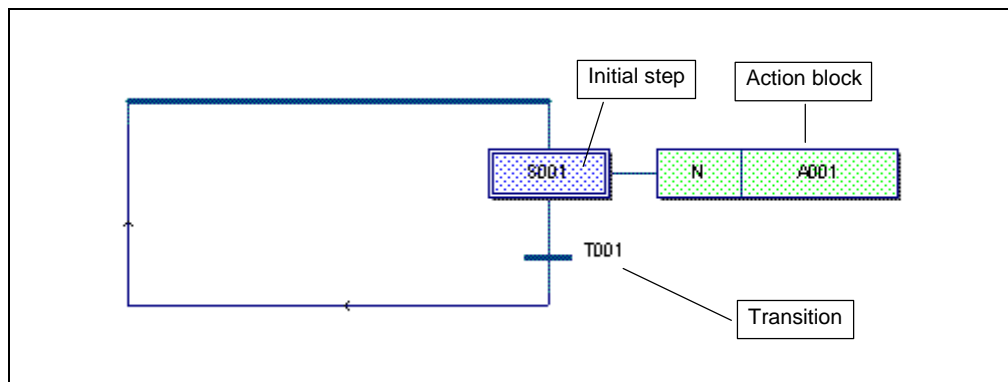 Initial step
Action block
S001
N
A001
T001
Transition